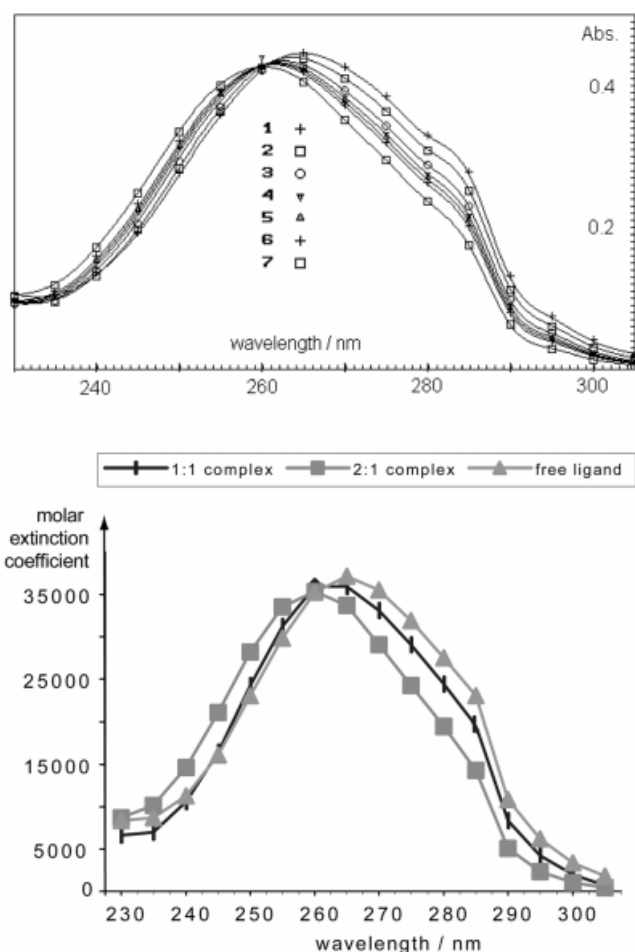 Abs.
0.4
1 +
2 □
3 ○
4 ▼
5 △
6 +
7 □
0.2
wavelength / nm
240 260 280 300
1:1 complex 2:1 complex free ligand
molar
extinction
coefficient
35000
25000
15000
5000
0
230 240 250 260 270 280 290 300
wavelength / nm